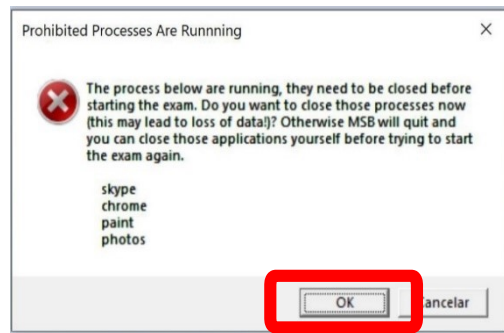 Prohibited Processes Are Runnning
The process below are running, they need to be closed before
starting the exam. Do you want to close those processes now
(this may lead to loss of data!)? Otherwise MSB will quit and
you can close those applications yourself before trying to start
the exam again.
skype
chrome
paint
photos
OK
Cancelar